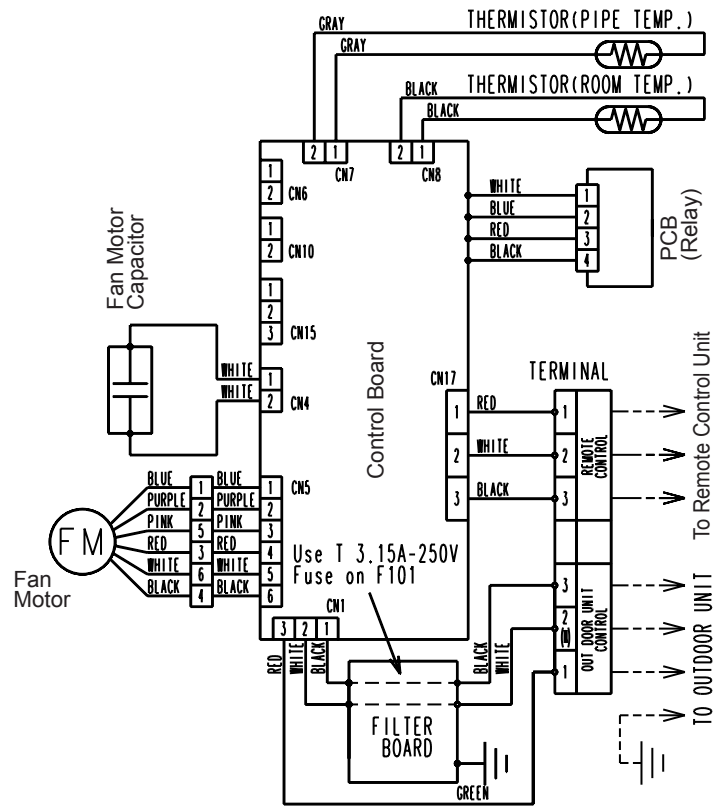 GRAY
THERMISTOR(PIPE TEMP.)
GRAY
BLACK
THERMISTOR(ROOM TEMP.)
BLACK
2 1
CN7
2 1
CN8
1
2
CN6
1
2
CN10
1
2
3
CN15
Fan Motor
Capacitor
WHITE
WHITE
1
2
CN4
Control Board
WHITE 1
BLUE 2
RED 3
BLACK 4
PCB
(Relay)
TERMINAL
CN17
1 RED 1
2 WHITE 2
3 BLACK 3
REMOTE
CONTROL
To Remote Control Unit
FM
Fan
Motor
BLUE 1 BLUE 1 CN5
PURPLE 2 PURPLE 2
PINK 5 PINK 3
RED 3 RED 4
WHITE 6 WHITE 5
BLACK 4 BLACK 6
Use T 3.15A-250V
Fuse on F101
CN1
3 2 1
RED
WHITE
BLACK
BLACK
WHITE
3
2
(N)
1
OUT DOOR UNIT
CONTROL
TO OUTDOOR UNIT
FILTER
BOARD
GREEN